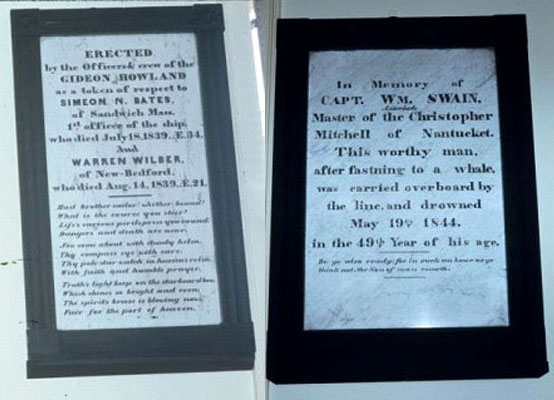 ERECTED
by the Officers & crew of the
GIDEON HOWLAND
as a token of respect to
SIMEON N. BATES,
of Sandwich Mass.
1st officer of the ship,
who died July 18, 1839. Æ.34.
And
WARREN WILBER,
of New-Bedford,
who died Aug. 14, 1839. Æ.21.
Hail brother sailor! whither bound?
What is the course you steer?
Life's various perils press you round
Dangers and death are near.
Now come about with steady helm.
Thy compass eye with care.
Thy pole star watch in heavens realm
With faith and humble prayer.
Truth's light keep on the starboard bow
Which shines so bright and even;
The spirits breeze is blowing now,
Fair for the port of heaven.
In Memory of
CAPT. WM. SWAIN,
Associate
Master of the Christopher
Mitchell of Nantucket.
This worthy man,
after fastning to a whale,
was carried overboard by
the line, and drowned
May 19th 1844.
in the 49th Year of his age.
Be ye also ready: for in such an hour as ye
think not, the Son of man cometh.